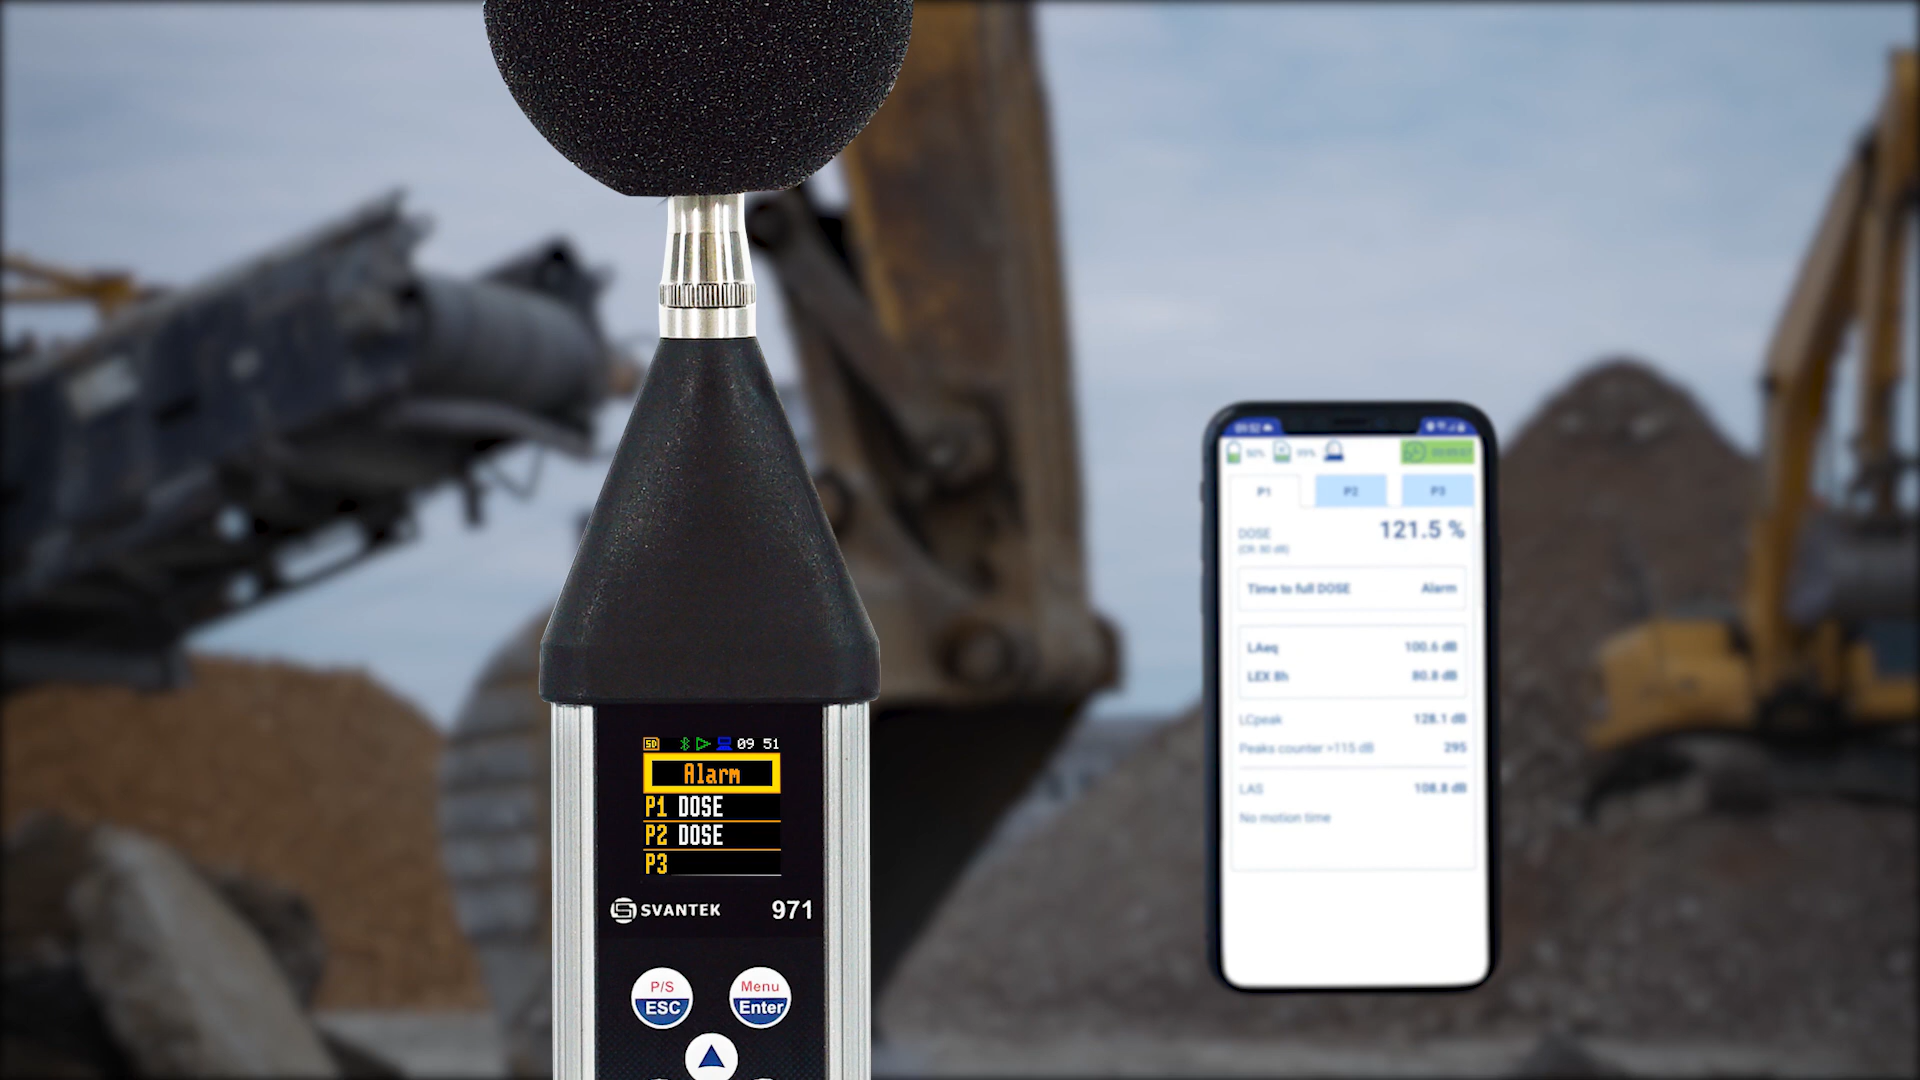 SD 09 51
Alarm
P1 DOSE
P2 DOSE
P3
SVANTEK 971
P/S
ESC
Menu
Enter
P1 P2 P3
DOSE 121.5 %
Time to full DOSE Alarm
LAeq 100.6 dB
LEX 8h 80.8 dB
LCpeak 128.1 dB
Peaks counter >115 dB 295
LAS 108.8 dB
No motion time